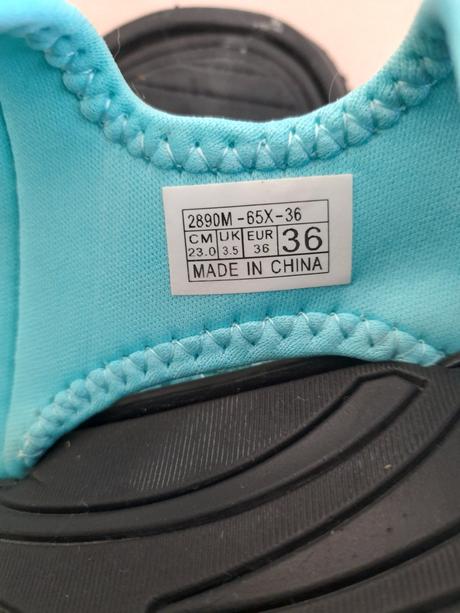 2890M-65X-36
CM UK EUR 36
23.0 3.5 36
MADE IN CHINA